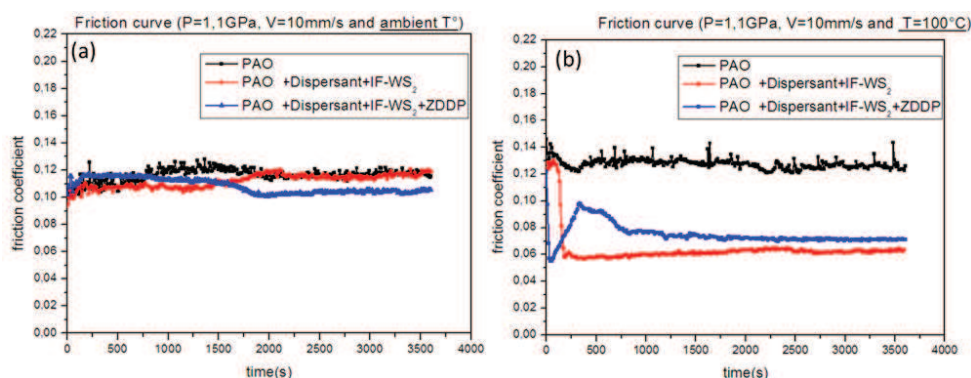 Friction curve (P=1,1GPa, V=10mm/s and ambient T°)
(a)
PAO
PAO +Dispersant+IF-WS2
PAO +Dispersant+IF-WS2+ZDDP
friction coefficient
0.22
0.20
0.18
0.16
0.14
0.12
0.10
0.08
0.06
0.04
0.02
0.00
0 500 1000 1500 2000 2500 3000 3500 4000
time(s)
Friction curve (P=1,1GPa, V=10mm/s and T=100°C)
(b)
PAO
PAO +Dispersant+IF-WS2
PAO +Dispersant+IF-WS2+ZDDP
friction coefficient
0.22
0.20
0.18
0.16
0.14
0.12
0.10
0.08
0.06
0.04
0.02
0.00
0 500 1000 1500 2000 2500 3000 3500 4000
time(s)